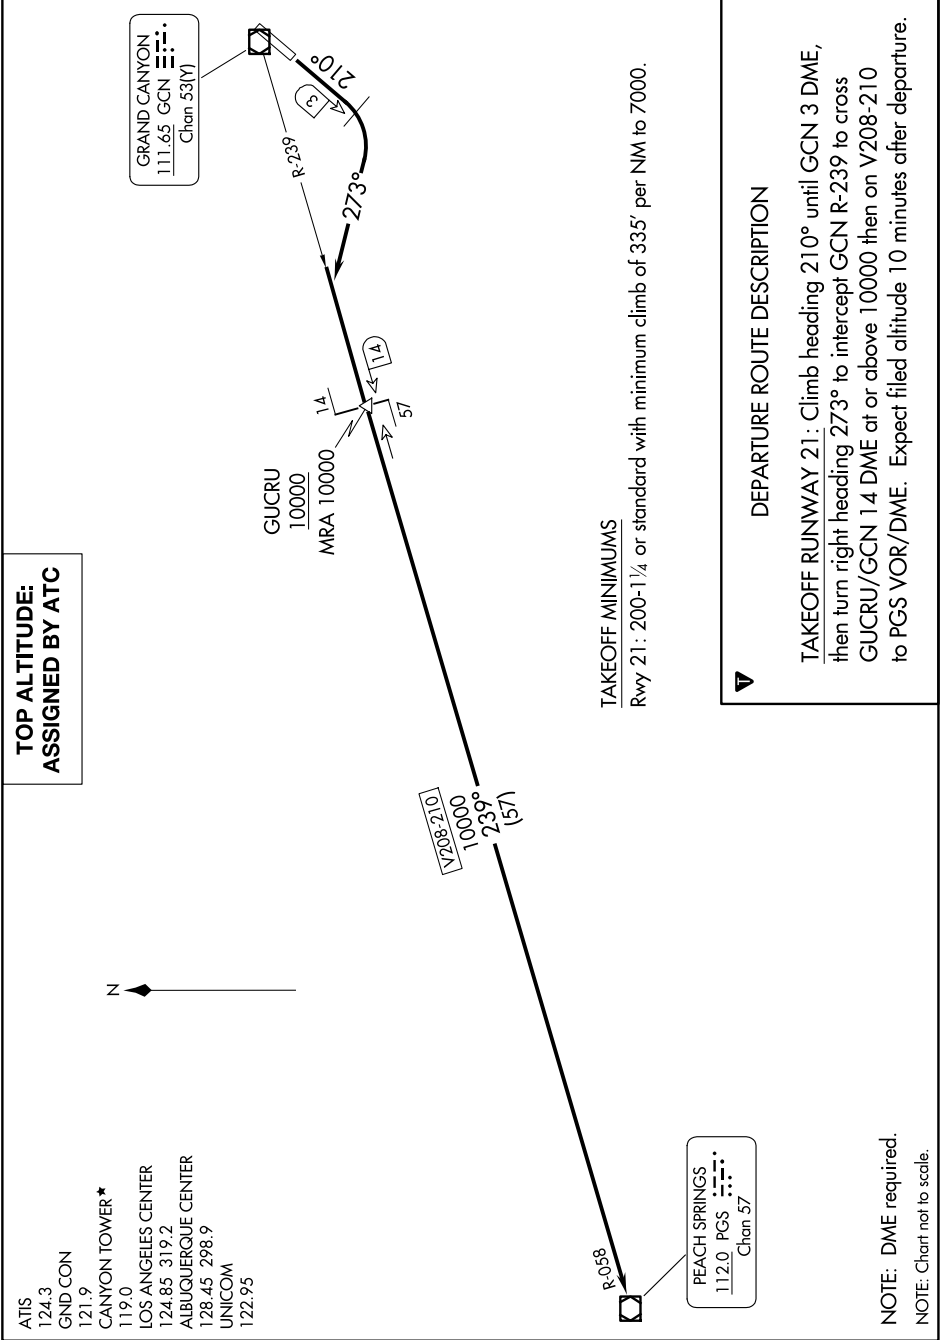 TOP ALTITUDE:
ASSIGNED BY ATC
ATIS
124.3
GND CON
121.9
CANYON TOWER★
119.0
LOS ANGELES CENTER
124.85 319.2
ALBUQUERQUE CENTER
128.45 298.9
UNICOM
122.95
N
GRAND CANYON
111.65 GCN
Chan 53(Y)
210°
3
R-239
273°
14
14
57
GUCRU
10000
MRA 10000
V208-210
10000
239°
(57)
R-058
PEACH SPRINGS
112.0 PGS
Chan 57
TAKEOFF MINIMUMS
Rwy 21: 200-1¼ or standard with minimum climb of 335' per NM to 7000.
NOTE: DME required.
NOTE: Chart not to scale.
T
DEPARTURE ROUTE DESCRIPTION
TAKEOFF RUNWAY 21: Climb heading 210° until GCN 3 DME,
then turn right heading 273° to intercept GCN R-239 to cross
GUCRU/GCN 14 DME at or above 10000 then on V208-210
to PGS VOR/DME. Expect filed altitude 10 minutes after departure.